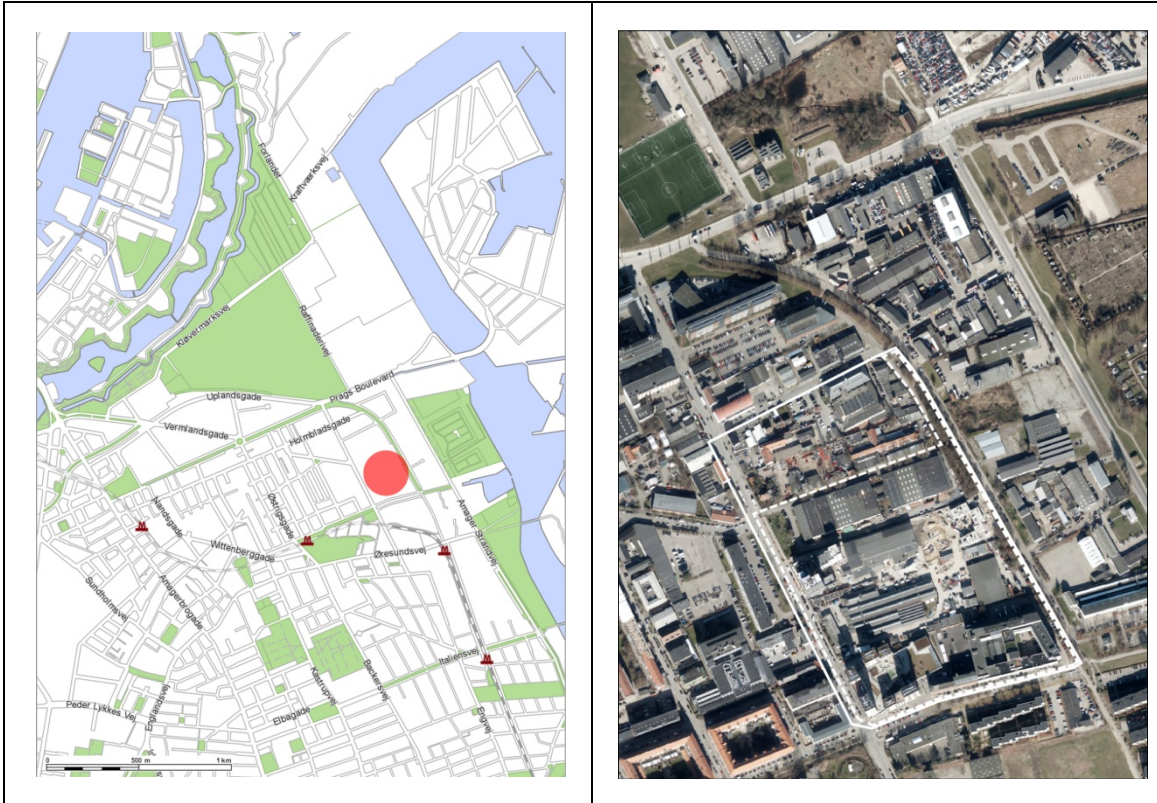 Forlandet
Kraftværksvej
Kløvermarksvej
Raffinaderivej
Prags Boulevard
Uplandsgade
Vermlandsgade
Holmbladsgade
Østrigsgade
Islandsgade
M
M
M
Wittenberggade
Øresundsvej
Amager Strandvej
Sundholmsvej
Amagerbrogade
Italiensvej
M
Backersvej
Kastrupvej
Elbagade
Engvej
Peder Lykkes Vej
Englandsvej
0 500 m 1 km